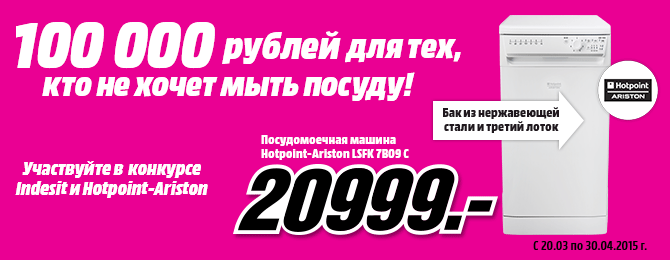 100 000 рублей для тех,
кто не хочет мыть посуду!
Hotpoint
ARISTON
Бак из нержавеющей
стали и третий лоток
Посудомоечная машина
Hotpoint-Ariston LSFK 7B09 C
Участвуйте в конкурсе
Indesit и Hotpoint-Ariston
20999.-
С 20.03 по 30.04.2015 г.